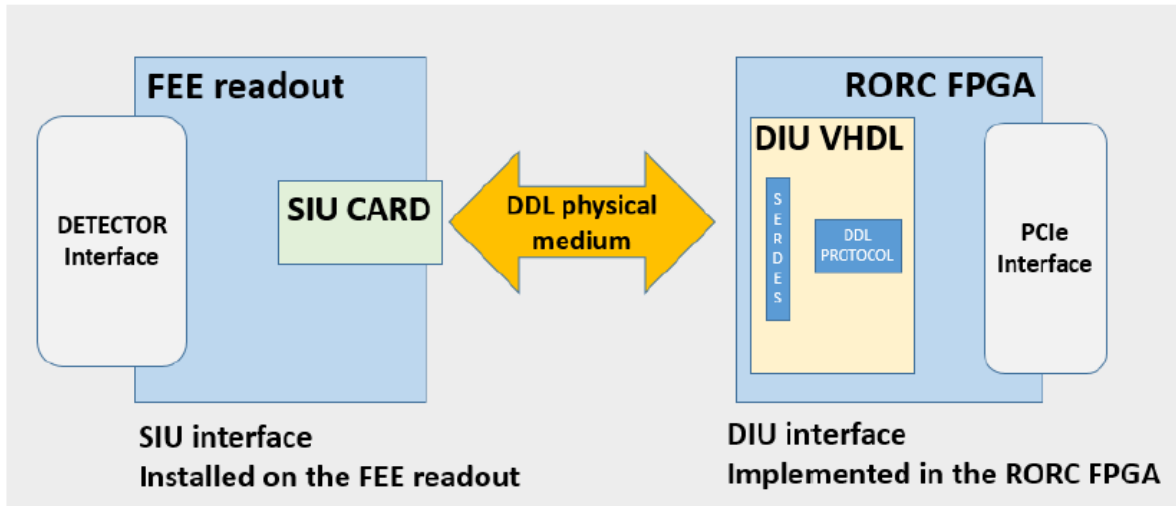 FEE readout
DETECTOR
Interface
SIU CARD
DDL physical
medium
RORC FPGA
DIU VHDL
S
E
R
D
E
S
DDL
PROTOCOL
PCIe
Interface
SIU interface
Installed on the FEE readout
DIU interface
Implemented in the RORC FPGA